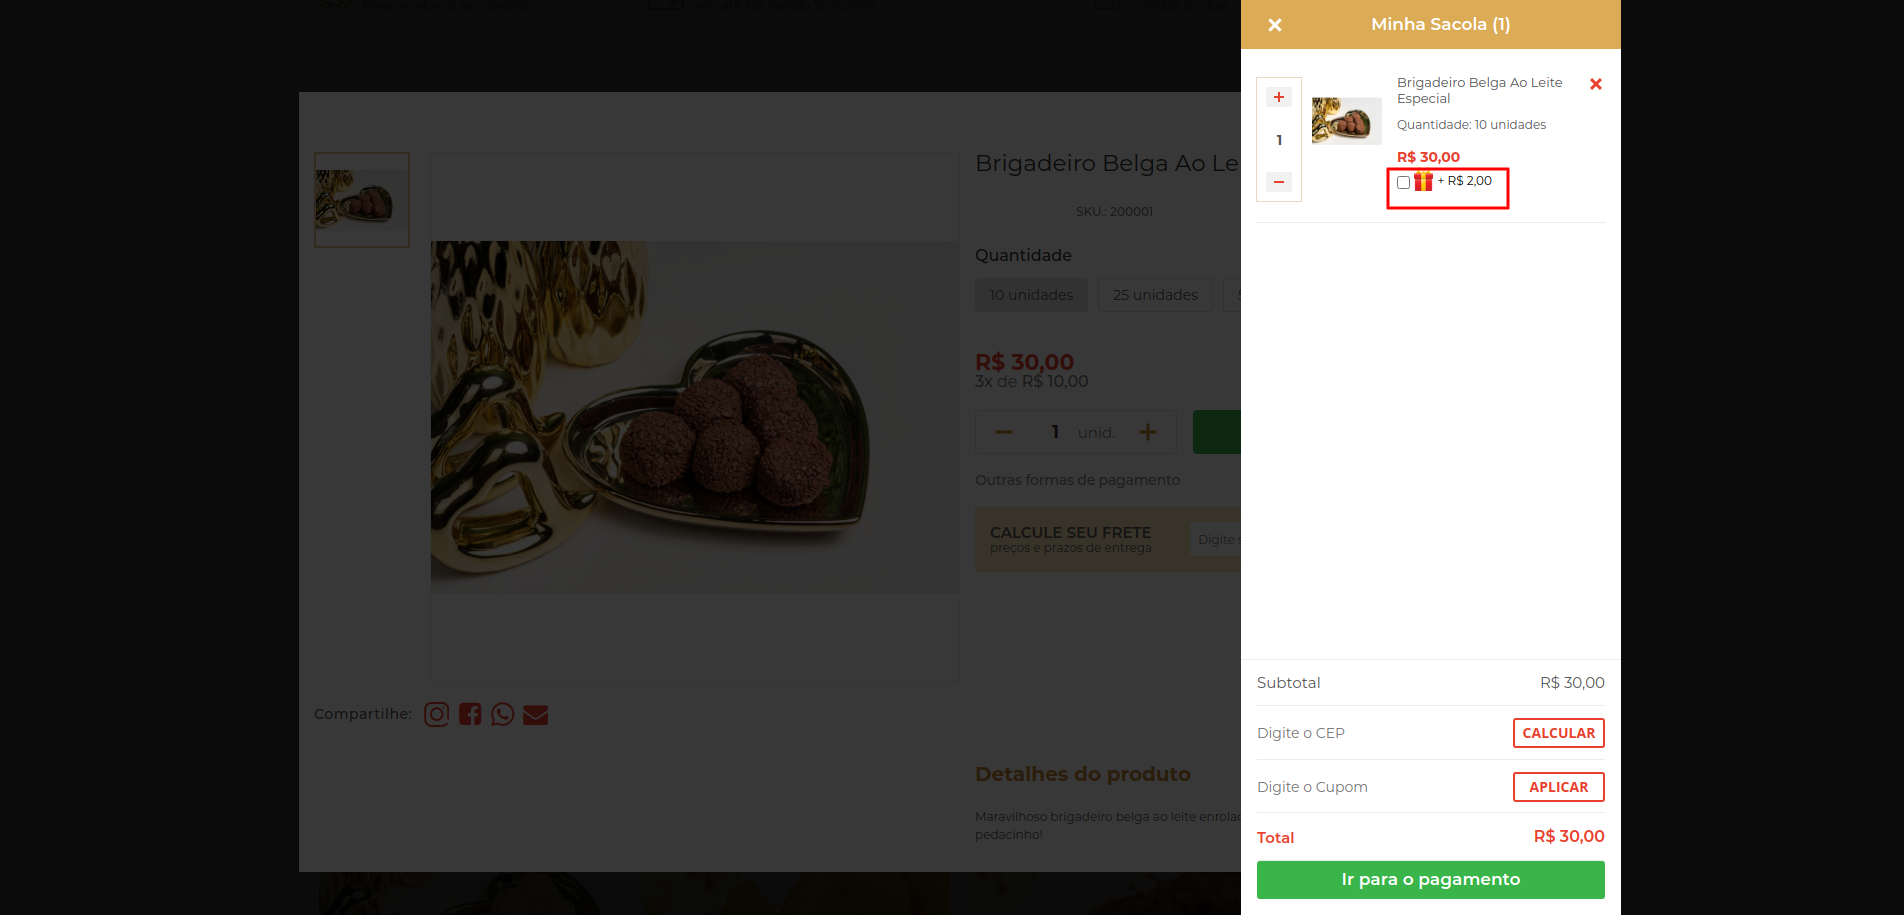 Minha Sacola (1)
Brigadeiro Belga Ao Leite
Especial
Quantidade: 10 unidades
R$ 30,00
+ R$ 2,00
1
Subtotal
R$ 30,00
Digite o CEP
CALCULAR
Digite o Cupom
APLICAR
Total
R$ 30,00
Ir para o pagamento
Brigadeiro Belga Ao Le
SKU.: 200001
Quantidade
10 unidades
25 unidades
R$ 30,00
3x de R$ 10,00
1 unid.
Outras formas de pagamento
CALCULE SEU FRETE
preços e prazos de entrega
Digite s
Compartilhe:
Detalhes do produto
Maravilhoso brigadeiro belga ao leite enrolad
pedacinho!